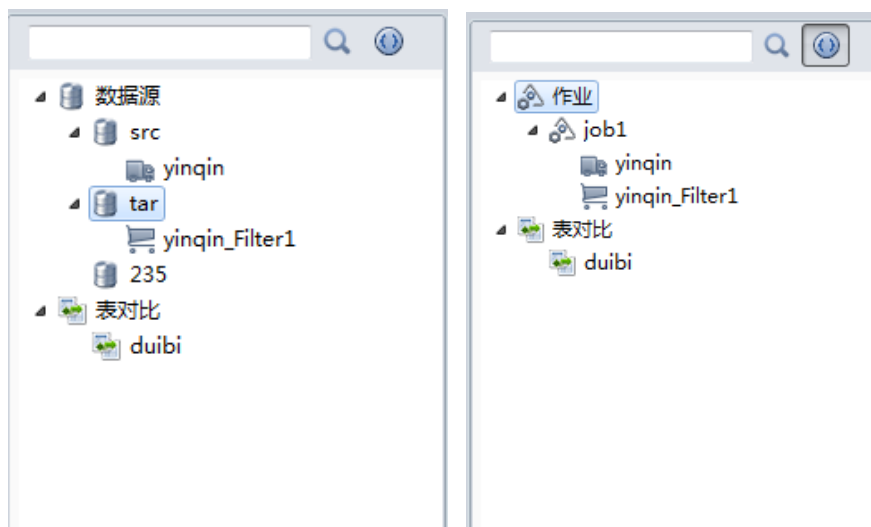 数据源
src
yinqin
tar
yinqin_Filter1
235
表对比
duibi
作业
job1
yinqin
yinqin_Filter1
表对比
duibi